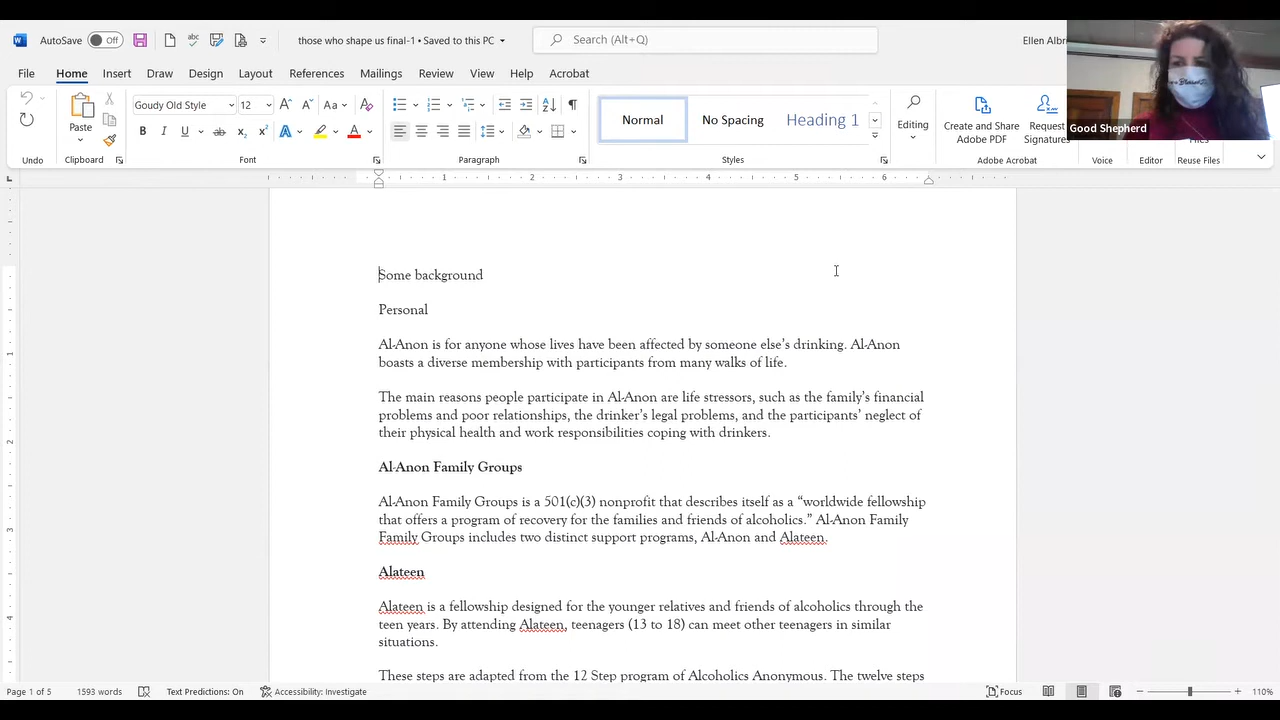 AutoSave Off those who shape us final-1 • Saved to this PC Search (Alt+Q) Ellen
File Home Insert Draw Design Layout References Mailings Review View Help Acrobat
Goudy Old Style 12
Paste
Normal No Spacing Heading 1
Editing
Create and Share Adobe PDF
Request Signatures
Good Shepherd
Undo Clipboard Font Paragraph Styles Adobe Acrobat Voice Editor Reuse Files
1 2 3 4 5 6
Some background
Personal
Al-Anon is for anyone whose lives have been affected by someone else’s drinking. Al-Anon
boasts a diverse membership with participants from many walks of life.
The main reasons people participate in Al-Anon are life stressors, such as the family’s financial
problems and poor relationships, the drinker’s legal problems, and the participants’ neglect of
their physical health and work responsibilities coping with drinkers.
Al-Anon Family Groups
Al-Anon Family Groups is a 501(c)(3) nonprofit that describes itself as a “worldwide fellowship
that offers a program of recovery for the families and friends of alcoholics.” Al-Anon Family
Family Groups includes two distinct support programs, Al-Anon and Alateen.
Alateen
Alateen is a fellowship designed for the younger relatives and friends of alcoholics through the
teen years. By attending Alateen, teenagers (13 to 18) can meet other teenagers in similar
situations.
These steps are adapted from the 12 Step program of Alcoholics Anonymous. The twelve steps
Page 1 of 5 1593 words Text Predictions: On Accessibility: Investigate Focus 110%